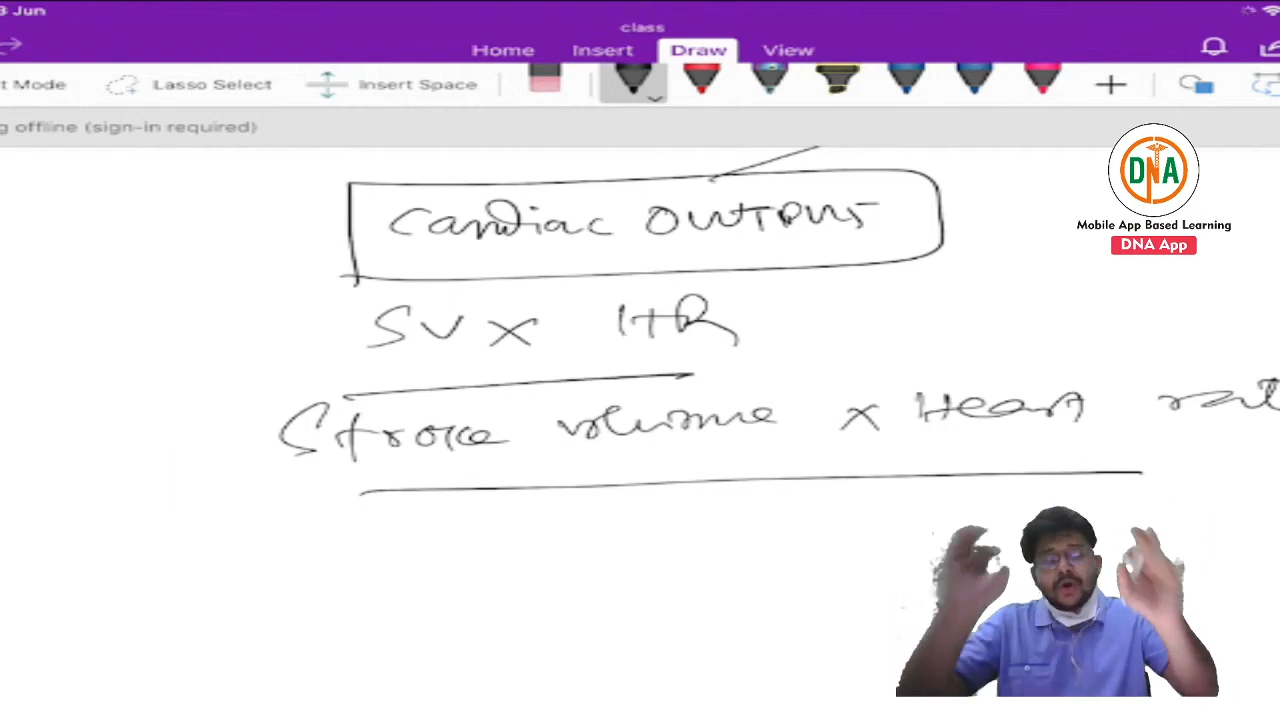 3 Jun
class
Home Insert Draw View
t Mode Lasso Select Insert Space
g offline (sign-in required)
DNA
Mobile App Based Learning
DNA App
Cardiac OUTPUT
SV X HR
Stroke volume x Heart rat